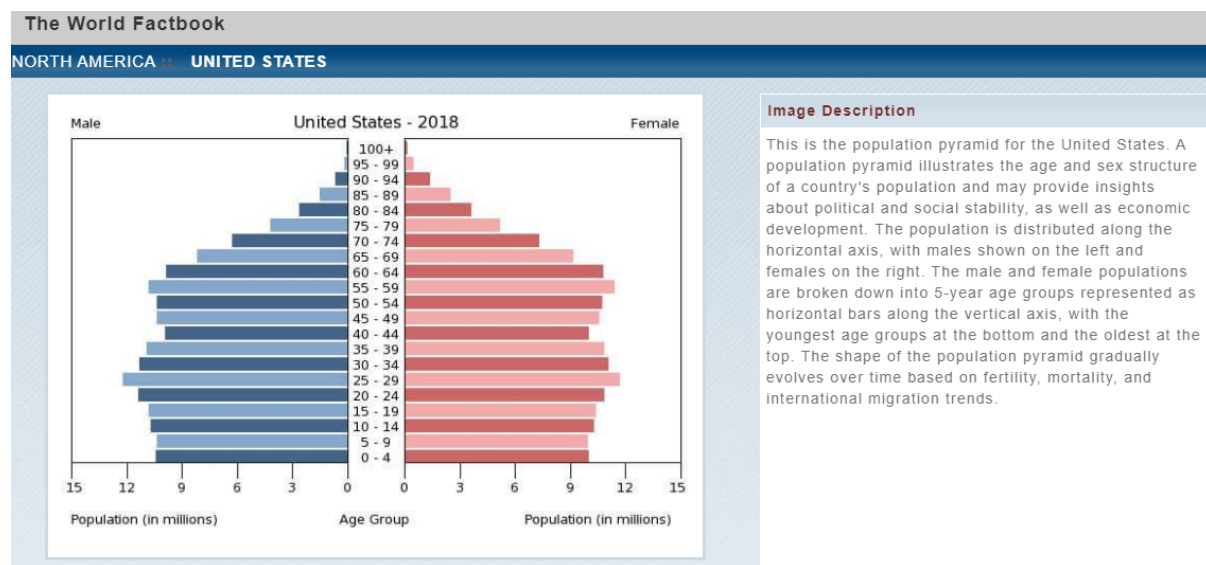 The World Factbook
NORTH AMERICA :: UNITED STATES
Male United States - 2018 Female
100+
95 - 99
90 - 94
85 - 89
80 - 84
75 - 79
70 - 74
65 - 69
60 - 64
55 - 59
50 - 54
45 - 49
40 - 44
35 - 39
30 - 34
25 - 29
20 - 24
15 - 19
10 - 14
5 - 9
0 - 4
15 12 9 6 3 0 0 3 6 9 12 15
Population (in millions) Age Group Population (in millions)
Image Description
This is the population pyramid for the United States. A
population pyramid illustrates the age and sex structure
of a country's population and may provide insights
about political and social stability, as well as economic
development. The population is distributed along the
horizontal axis, with males shown on the left and
females on the right. The male and female populations
are broken down into 5-year age groups represented as
horizontal bars along the vertical axis, with the
youngest age groups at the bottom and the oldest at the
top. The shape of the population pyramid gradually
evolves over time based on fertility, mortality, and
international migration trends.